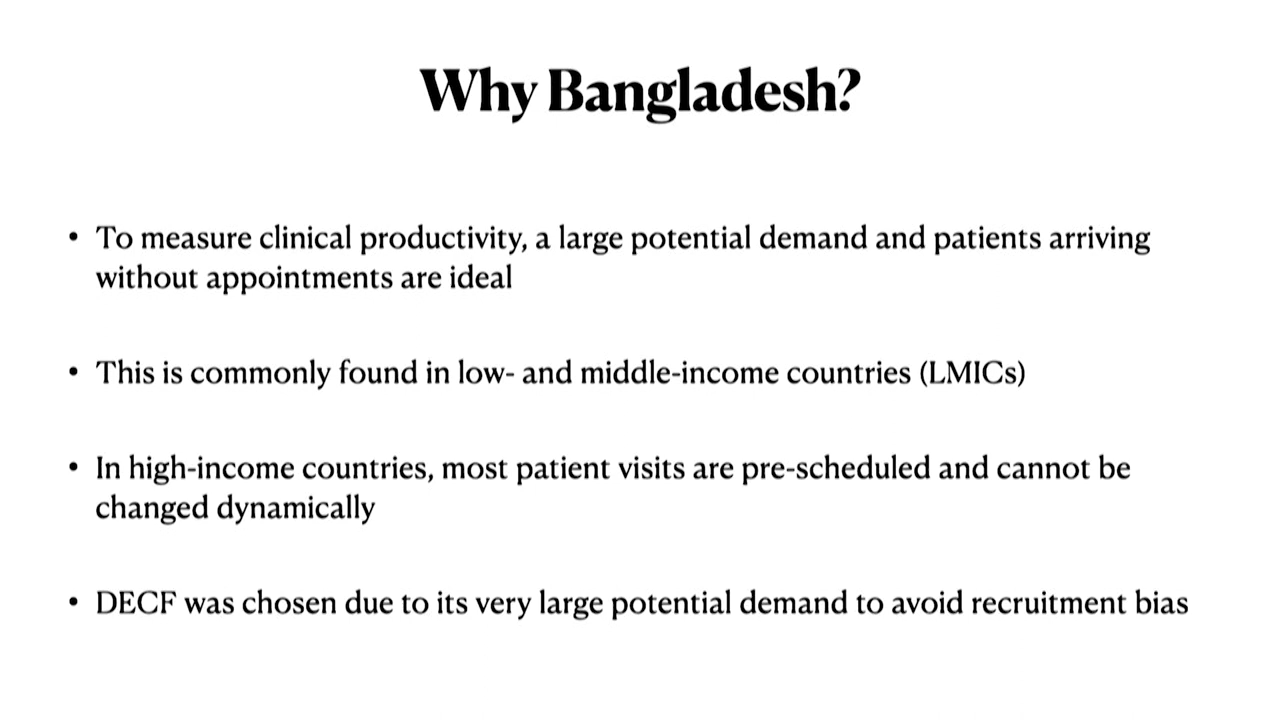 Why Bangladesh?
• To measure clinical productivity, a large potential demand and patients arriving
without appointments are ideal
• This is commonly found in low- and middle-income countries (LMICs)
• In high-income countries, most patient visits are pre-scheduled and cannot be
changed dynamically
• DECF was chosen due to its very large potential demand to avoid recruitment bias